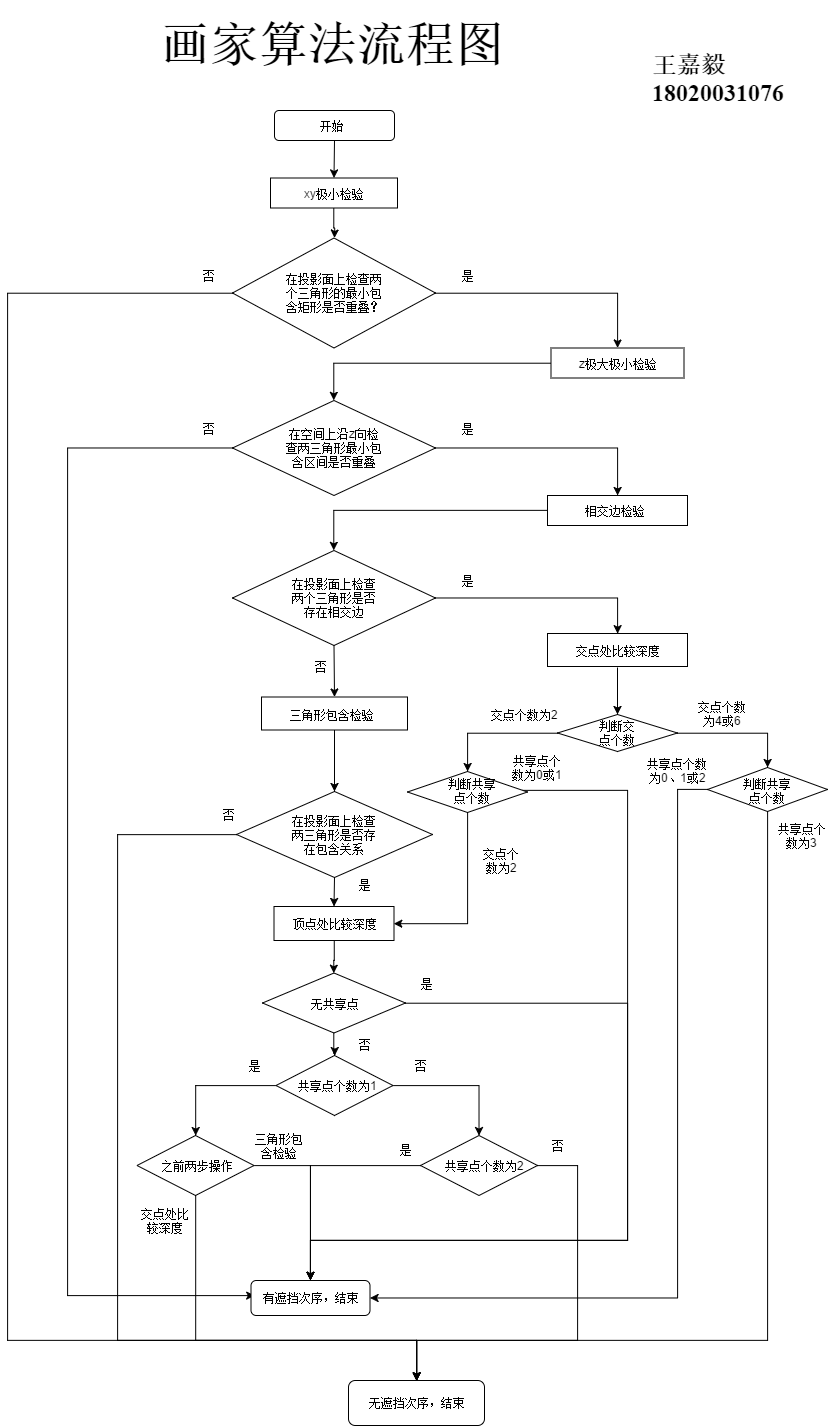 画家算法流程图
王嘉毅
18020031076
开始
xy极小检验
否
在投影面上检查两
个三角形的最小包
含矩形是否重叠?
是
z极大极小检验
否
在空间上沿z向检
查两三角形最小包
含区间是否重叠
是
相交边检验
在投影面上检查
两个三角形是否
存在相交边
是
否
交点处比较深度
三角形包含检验
交点个数为2
判断交
点个数
交点个数
为4或6
判断共享
点个数
共享点个
数为0或1
共享点个数
为0、1或2
判断共享
点个数
否
在投影面上检查
两三角形是否存
在包含关系
共享点个
数为3
交点个
数为2
是
顶点处比较深度
无共享点
是
否
是
共享点个数为1
否
之前两步操作
三角形包
含检验
是
共享点个数为2
否
交点处比
较深度
有遮挡次序，结束
无遮挡次序，结束